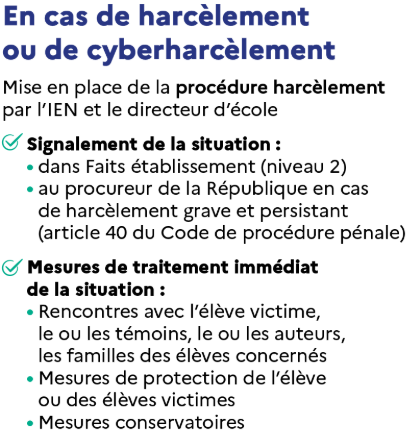 En cas de harcèlement
ou de cyberharcèlement
Mise en place de la procédure harcèlement
par l'IEN et le directeur d'école
Signalement de la situation :
• dans Faits établissement (niveau 2)
• au procureur de la République en cas
de harcèlement grave et persistant
(article 40 du Code de procédure pénale)
Mesures de traitement immédiat
de la situation :
• Rencontres avec l'élève victime,
le ou les témoins, le ou les auteurs,
les familles des élèves concernés
• Mesures de protection de l'élève
ou des élèves victimes
• Mesures conservatoires